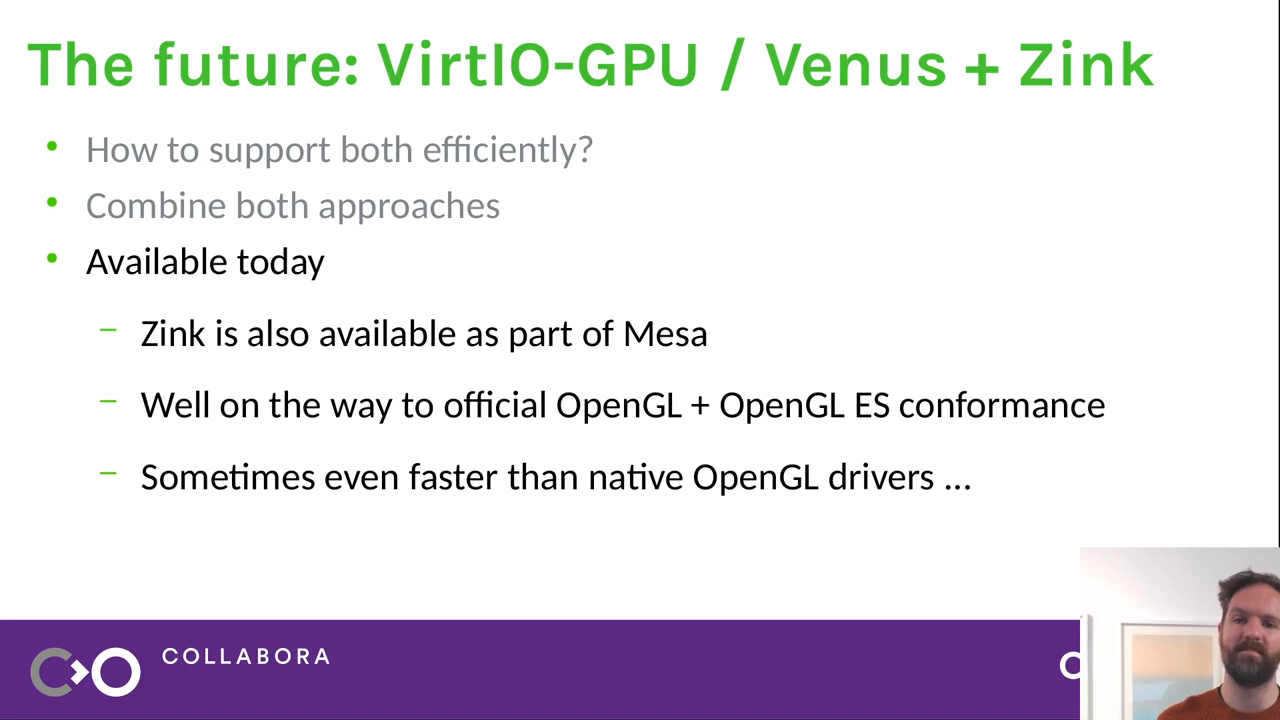 The future: VirtIO-GPU / Venus + Zink
• How to support both efficiently?
• Combine both approaches
• Available today
– Zink is also available as part of Mesa
– Well on the way to official OpenGL + OpenGL ES conformance
– Sometimes even faster than native OpenGL drivers ...
COLLABORA